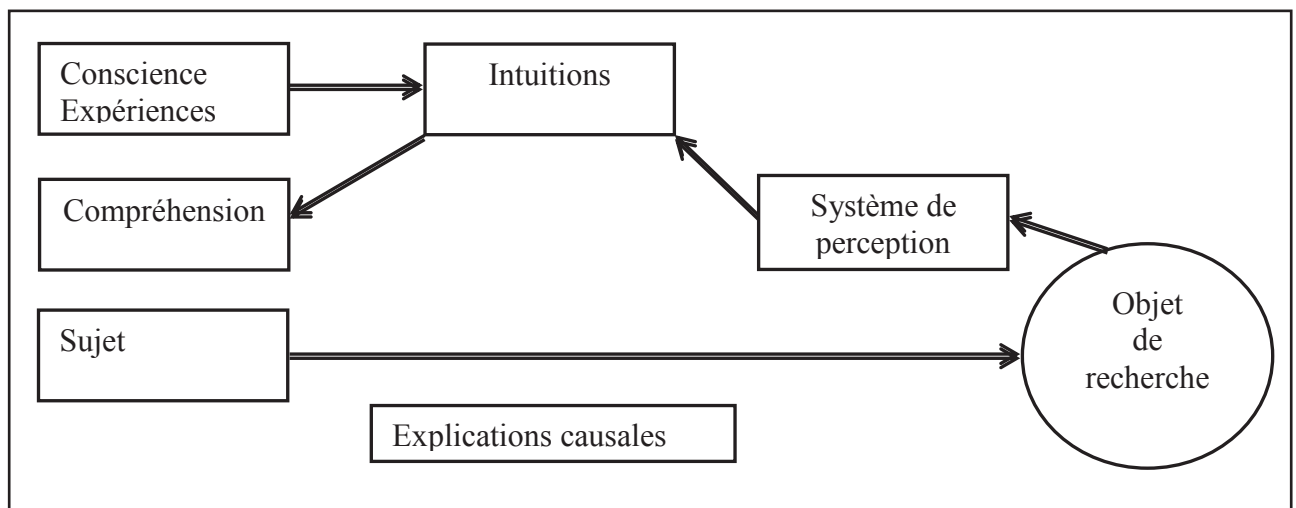 Conscience
Expériences
Intuitions
Compréhension
Système de
perception
Sujet
Objet
de
recherche
Explications causales